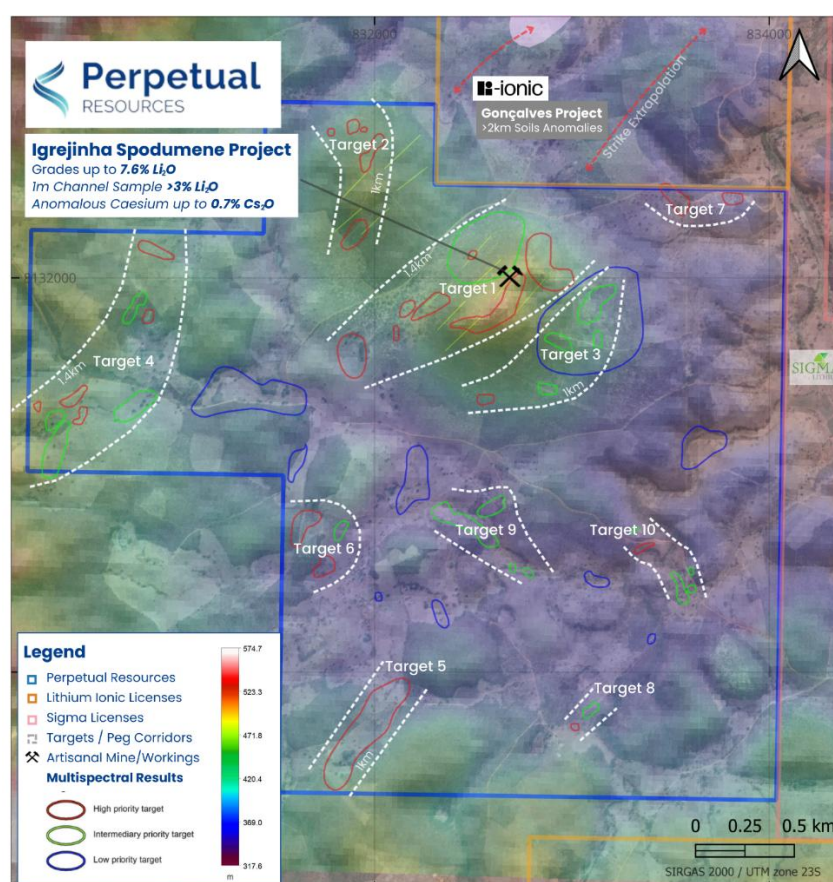 832000
834000
Perpetual
RESOURCES
Igrejinha Spodumene Project
Grades up to 7.6% Li₂O
1m Channel Sample >3% Li₂O
Anomalous Caesium up to 0.7% Cs₂O
Li-ionic
Gonçalves Project
>2km Soils Anomalies
Strike Extrapolation
Target 2
1km
Target 7
8132000
1.4km
Target 1
Target 3
1km
Target 4
1.4km
SIGMA
Target 9
Target 10
Target 6
Target 5
1km
Target 8
Legend
Perpetual Resources
Lithium Ionic Licenses
Sigma Licenses
Targets / Peg Corridors
Artisanal Mine/Workings
Multispectral Results
High priority target
Intermediary priority target
Low priority target
574.7
523.3
471.8
420.4
369.0
317.6
m
0 0.25 0.5 km
SIRGAS 2000 / UTM zone 23S